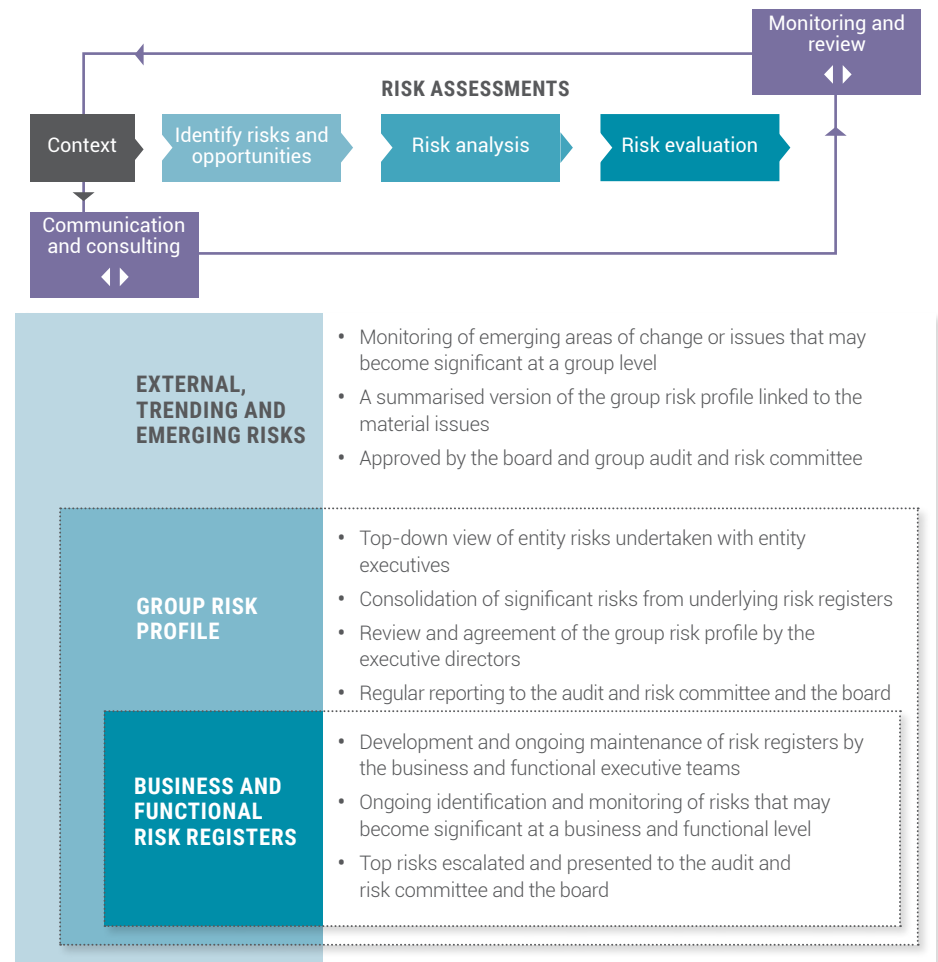 Monitoring and
review
RISK ASSESSMENTS
Context
Identify risks and
opportunities
Risk analysis
Risk evaluation
Communication
and consulting
EXTERNAL,
TRENDING AND
EMERGING RISKS
• Monitoring of emerging areas of change or issues that may
become significant at a group level
• A summarised version of the group risk profile linked to the
material issues
• Approved by the board and group audit and risk committee
GROUP RISK
PROFILE
• Top-down view of entity risks undertaken with entity
executives
• Consolidation of significant risks from underlying risk registers
• Review and agreement of the group risk profile by the
executive directors
• Regular reporting to the audit and risk committee and the board
BUSINESS AND
FUNCTIONAL
RISK REGISTERS
• Development and ongoing maintenance of risk registers by
the business and functional executive teams
• Ongoing identification and monitoring of risks that may
become significant at a business and functional level
• Top risks escalated and presented to the audit and
risk committee and the board